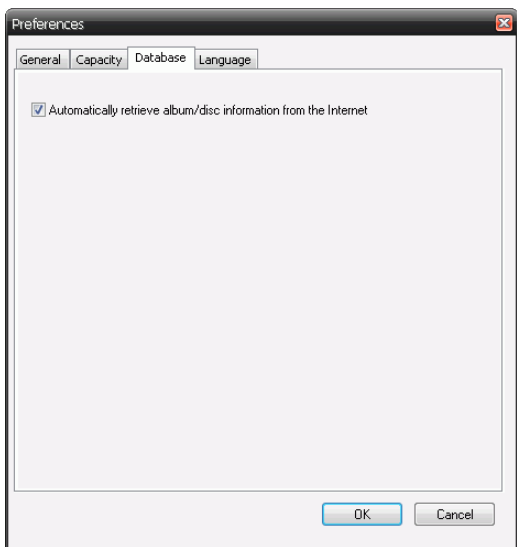 Preferences
General Capacity Database Language
Automatically retrieve album/disc information from the Internet
OK Cancel